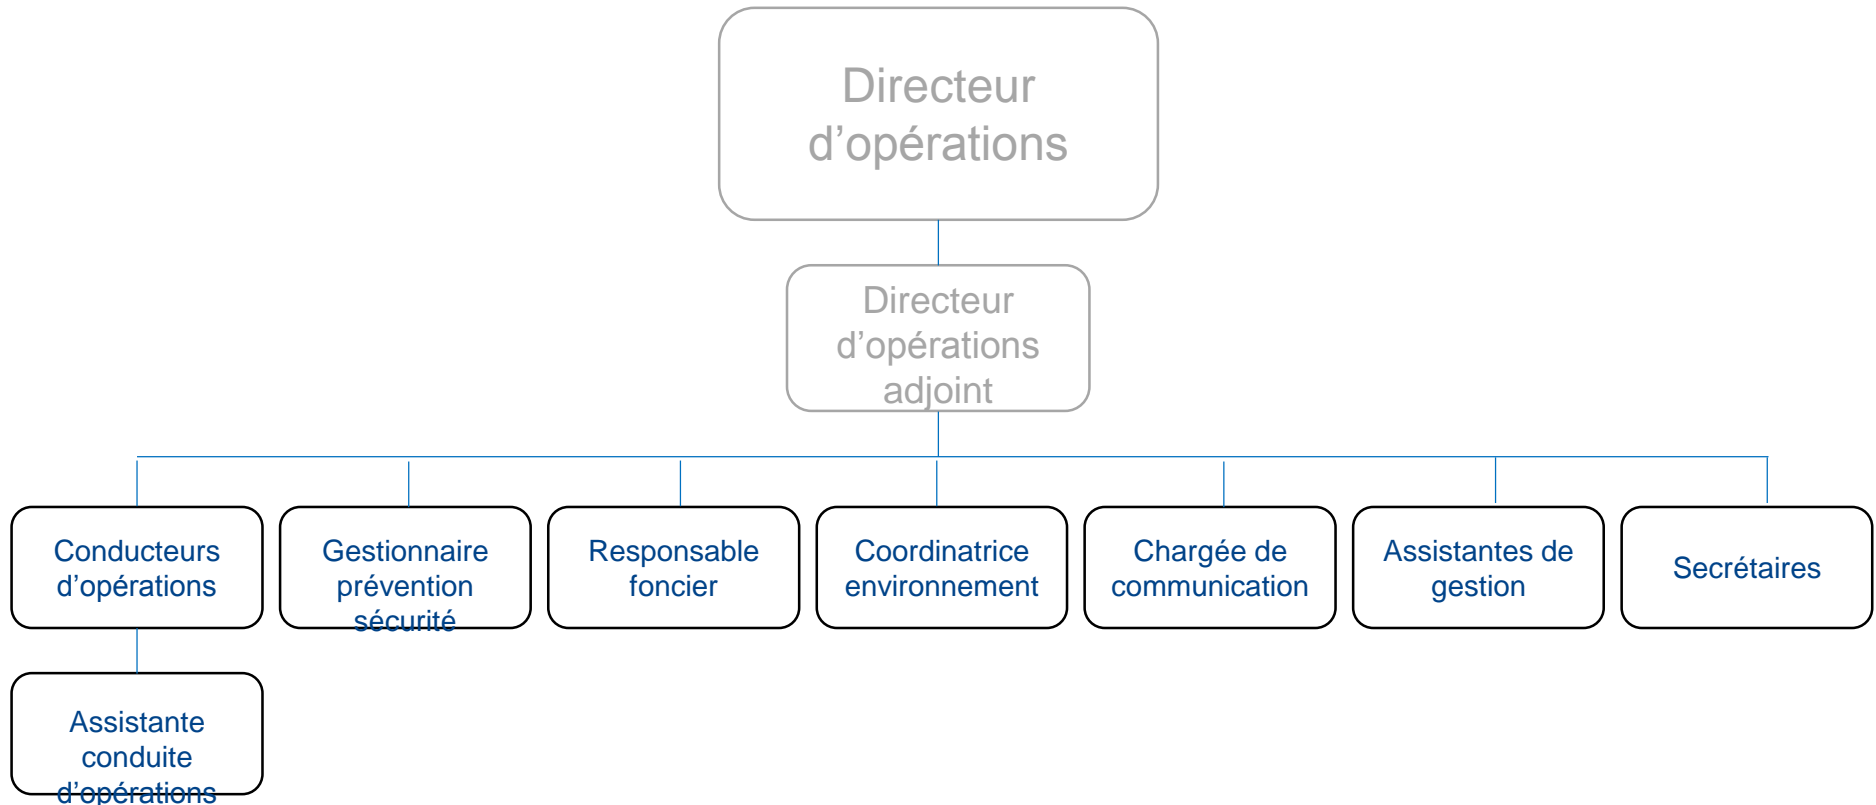 Directeur
d’opérations
Directeur
d’opérations
adjoint
Conducteurs
d’opérations
Gestionnaire
prévention
sécurité
Responsable
foncier
Coordinatrice
environnement
Chargée de
communication
Assistantes de
gestion
Secrétaires
Assistante
conduite
d’opérations